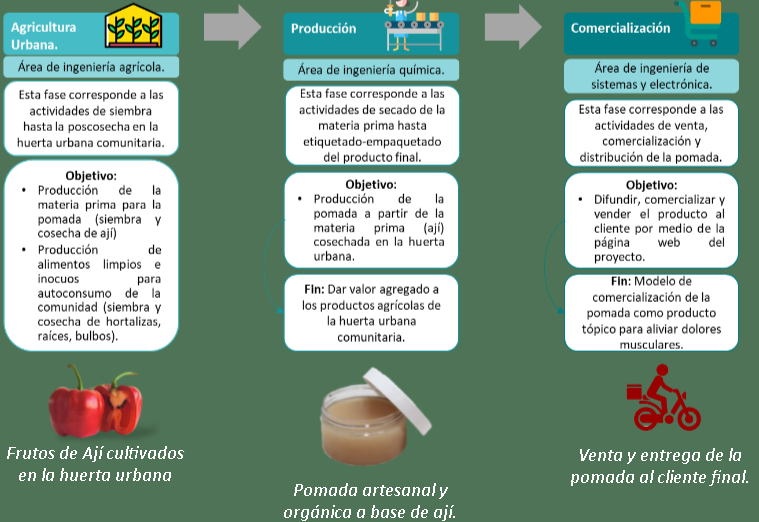 Agricultura
Urbana.
Área de ingeniería agrícola.
Esta fase corresponde a las
actividades de siembra
hasta la poscosecha en la
huerta urbana comunitaria.
Objetivo:
• Producción de la
materia prima para la
pomada (siembra y
cosecha de ají)
• Producción de
alimentos limpios e
inocuos para
autoconsumo de la
comunidad (siembra y
cosecha de hortalizas,
raíces, bulbos).
Frutos de Ají cultivados
en la huerta urbana
Producción
Área de ingeniería química.
Esta fase corresponde a las
actividades de secado de la
materia prima hasta
etiquetado-empaquetado
del producto final.
Objetivo:
• Producción de la
pomada a partir de la
materia prima (ají)
cosechada en la huerta
urbana.
Fin: Dar valor agregado a
los productos agrícolas de
la huerta urbana
comunitaria.
Pomada artesanal y
orgánica a base de ají.
Comercialización
Área de ingeniería de
sistemas y electrónica.
Esta fase corresponde a las
actividades de venta,
comercialización y
distribución de la pomada.
Objetivo:
• Difundir, comercializar y
vender el producto al
cliente por medio de la
página web del
proyecto.
Fin: Modelo de
comercialización de la
pomada como producto
tópico para aliviar dolores
musculares.
Venta y entrega de la
pomada al cliente final.